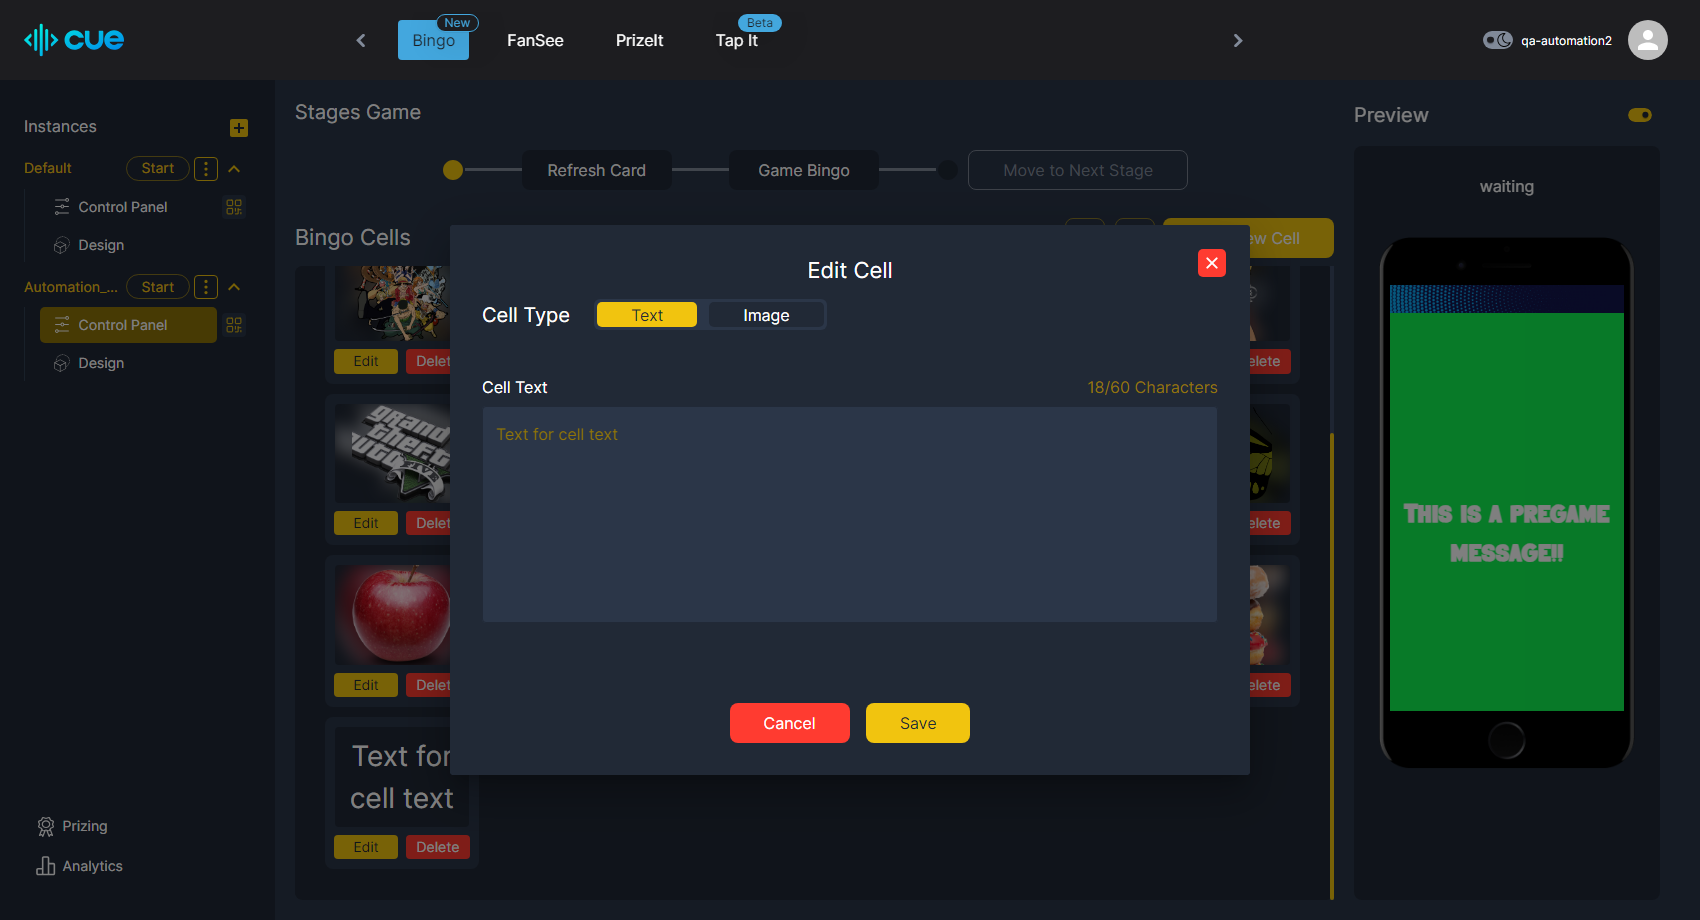 cue
Bingo
New
FanSee
PrizeIt
Tap It
Beta
qa-automation2
Instances
Default
Start
Control Panel
Design
Automation_...
Start
Control Panel
Design
Prizing
Analytics
Stages Game
Refresh Card
Game Bingo
Move to Next Stage
Bingo Cells
ew Cell
Edit
Delet
elete
grand
theft
Edit
Delet
elete
Edit
Delet
elete
Text for
cell text
Edit
Delete
Edit Cell
Cell Type
Text
Image
Cell Text
18/60 Characters
Text for cell text
Cancel
Save
Preview
waiting
THIS IS A PREGAME
MESSAGE!!